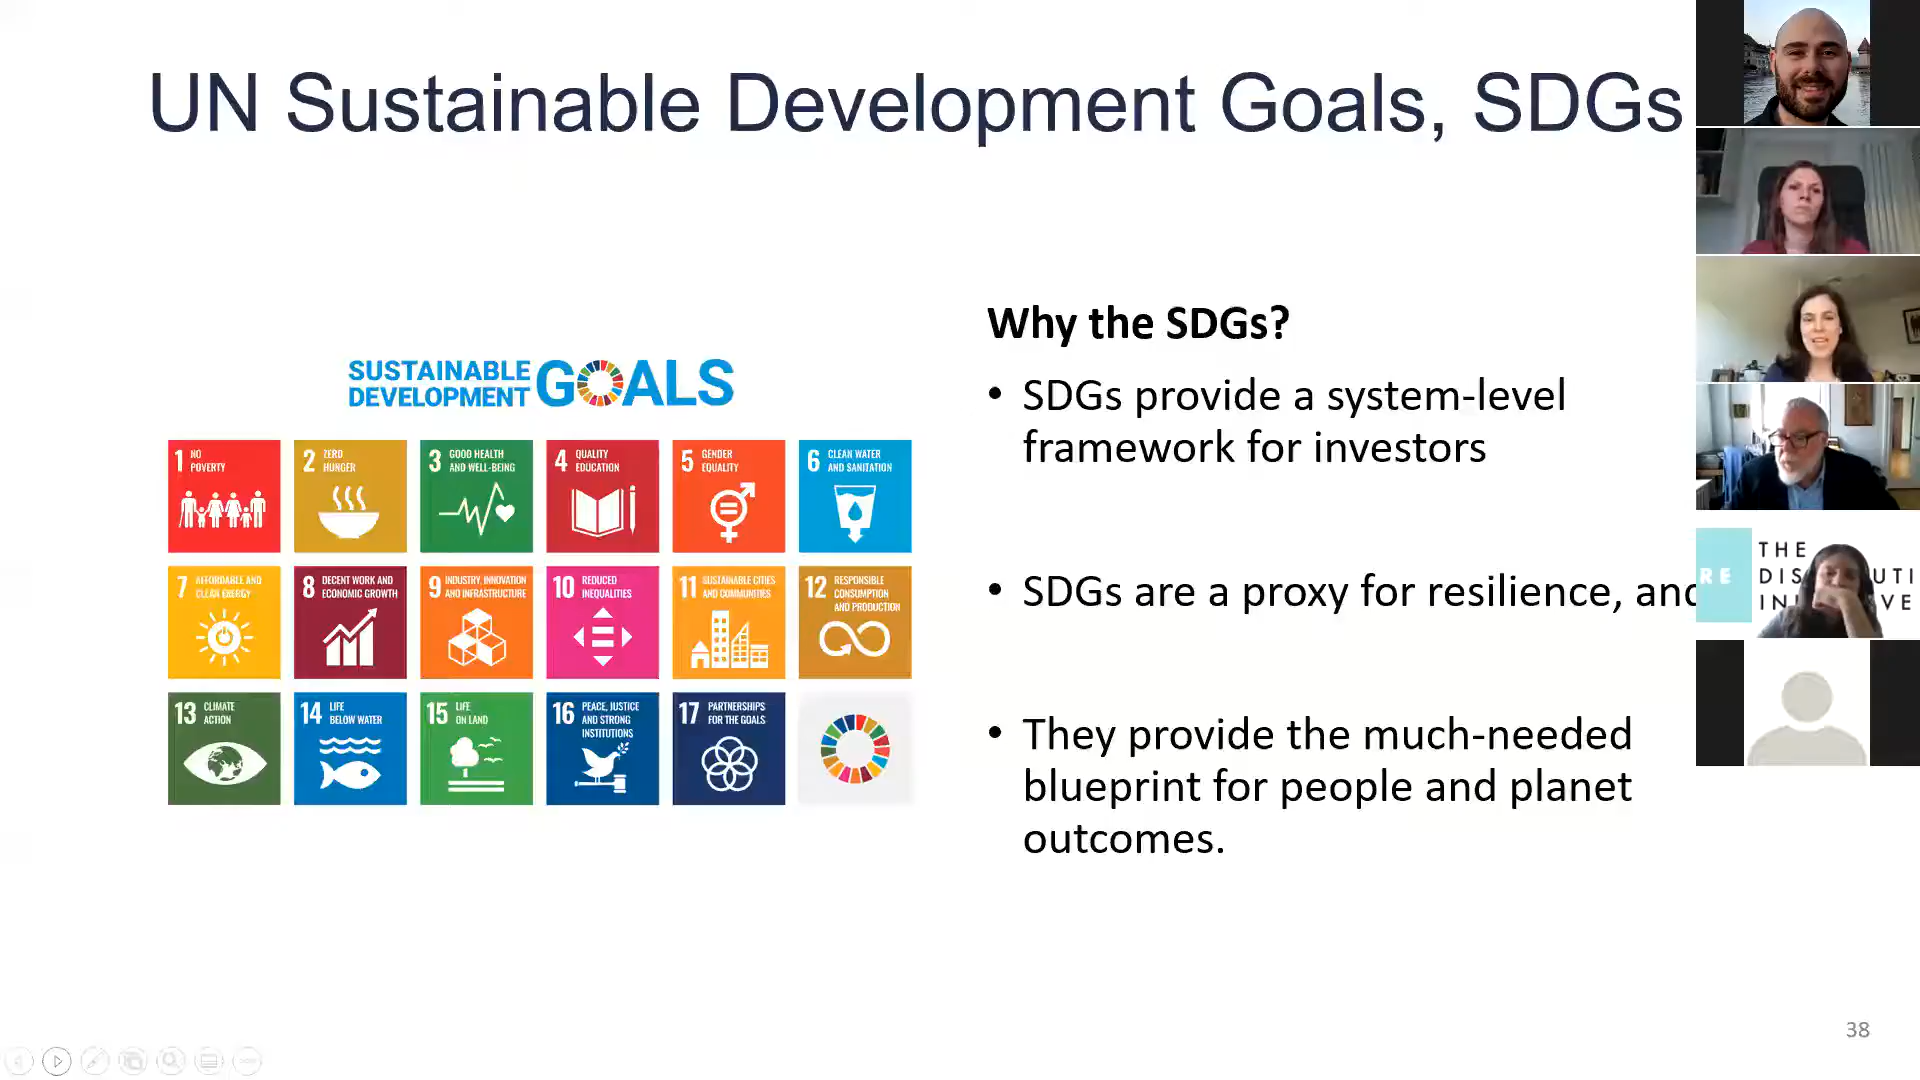 UN Sustainable Development Goals, SDGs
SUSTAINABLE
DEVELOPMENT
GOALS
1 NO
POVERTY
2 ZERO
HUNGER
3 GOOD HEALTH
AND WELL-BEING
4 QUALITY
EDUCATION
5 GENDER
EQUALITY
6 CLEAN WATER
AND SANITATION
7 AFFORDABLE AND
CLEAN ENERGY
8 DECENT WORK AND
ECONOMIC GROWTH
9 INDUSTRY, INNOVATION
AND INFRASTRUCTURE
10 REDUCED
INEQUALITIES
11 SUSTAINABLE CITIES
AND COMMUNITIES
12 RESPONSIBLE
CONSUMPTION
AND PRODUCTION
13 CLIMATE
ACTION
14 LIFE
BELOW WATER
15 LIFE
ON LAND
16 PEACE, JUSTICE
AND STRONG
INSTITUTIONS
17 PARTNERSHIPS
FOR THE GOALS
Why the SDGs?
• SDGs provide a system-level
framework for investors
• SDGs are a proxy for resilience, and
• They provide the much-needed
blueprint for people and planet
outcomes.
RE
THE
38